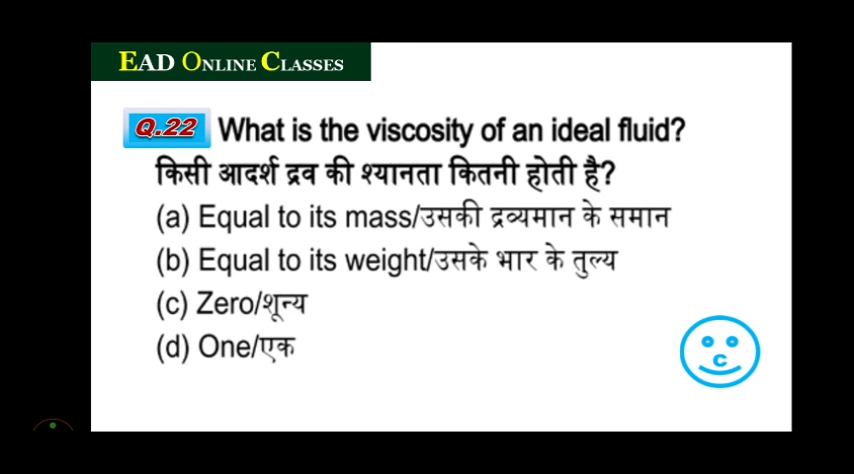 EAD ONLINE CLASSES
Q.22 What is the viscosity of an ideal fluid?
किसी आदर्श द्रव की श्यानता कितनी होती है?
(a) Equal to its mass/उसकी द्रव्यमान के समान
(b) Equal to its weight/उसके भार के तुल्य
(c) Zero/शून्य
(d) One/एक
C